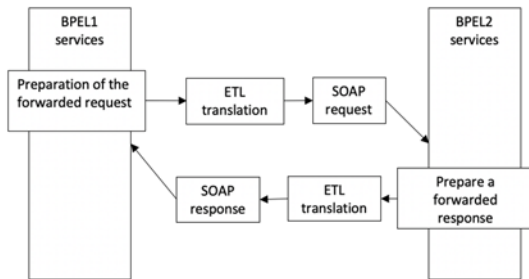 BPEL1
services
BPEL2
services
Preparation of the
forwarded request
ETL
translation
SOAP
request
SOAP
response
ETL
translation
Prepare a
forwarded
response